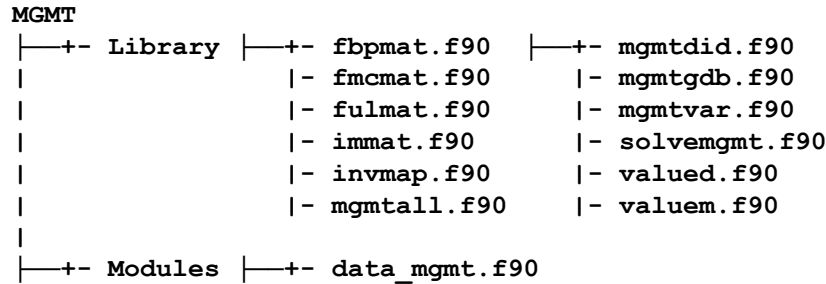 MGMT
├──+- Library ├──+- fbpmat.f90 ├──+- mgmtdid.f90
| |- fmcmat.f90 |- mgmtgdb.f90
| |- fulmat.f90 |- mgmtvar.f90
| |- immat.f90 |- solvemgmt.f90
| |- invmap.f90 |- valued.f90
| |- mgmtall.f90 |- valuem.f90
|
├──+- Modules ├──+- data_mgmt.f90